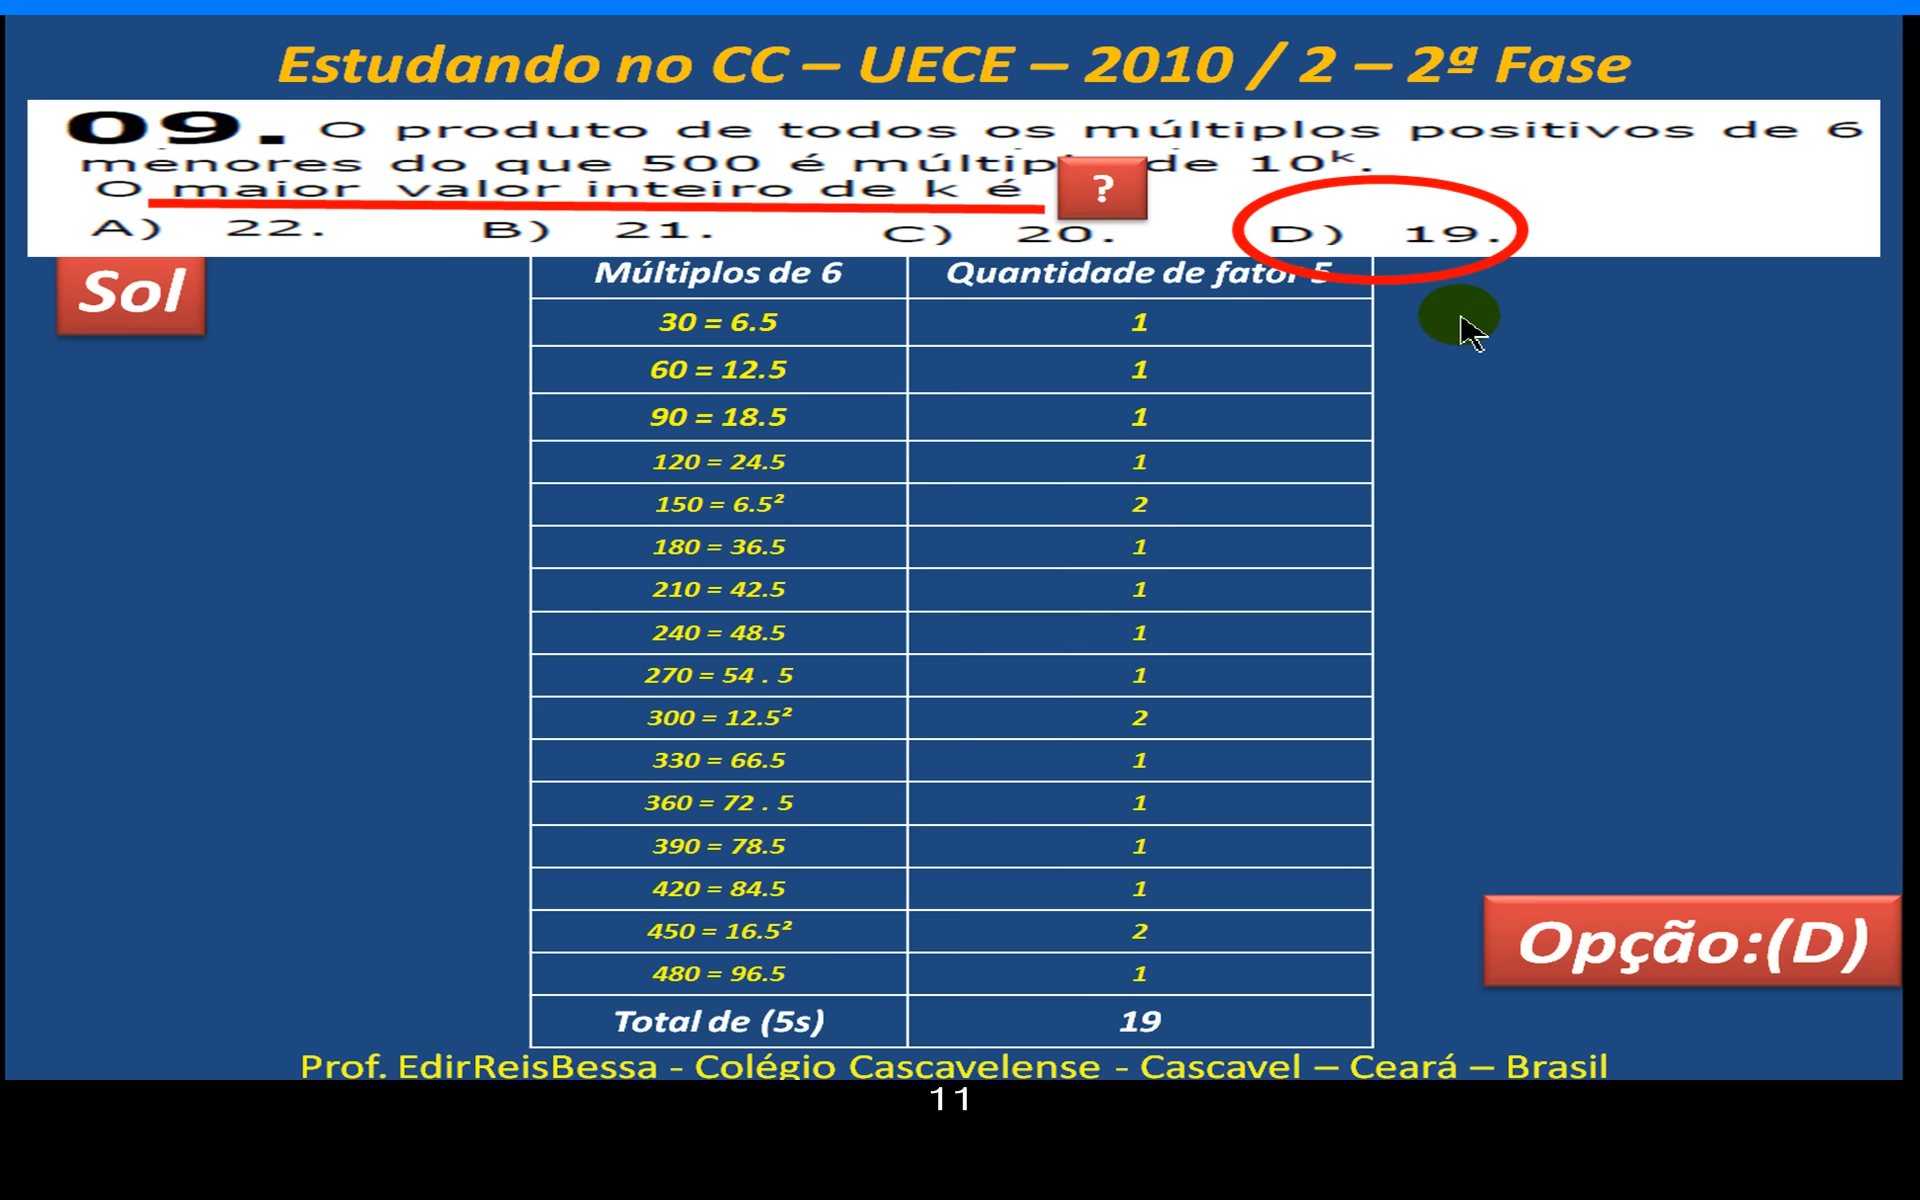 Estudando no CC – UECE – 2010 / 2 – 2ª Fase
09. O produto de todos os múltiplos positivos de 6
menores do que 500 é múltipl de 10ᵏ.
O maior valor inteiro de k é ?
A) 22. B) 21. C) 20. D) 19.
Sol
Múltiplos de 6 Quantidade de fator 5
30 = 6.5 1
60 = 12.5 1
90 = 18.5 1
120 = 24.5 1
150 = 6.5² 2
180 = 36.5 1
210 = 42.5 1
240 = 48.5 1
270 = 54 . 5 1
300 = 12.5² 2
330 = 66.5 1
360 = 72 . 5 1
390 = 78.5 1
420 = 84.5 1
450 = 16.5² 2
480 = 96.5 1
Total de (5s) 19
Opção:(D)
Prof. EdirReisBessa - Colégio Cascavelense - Cascavel – Ceará – Brasil
11